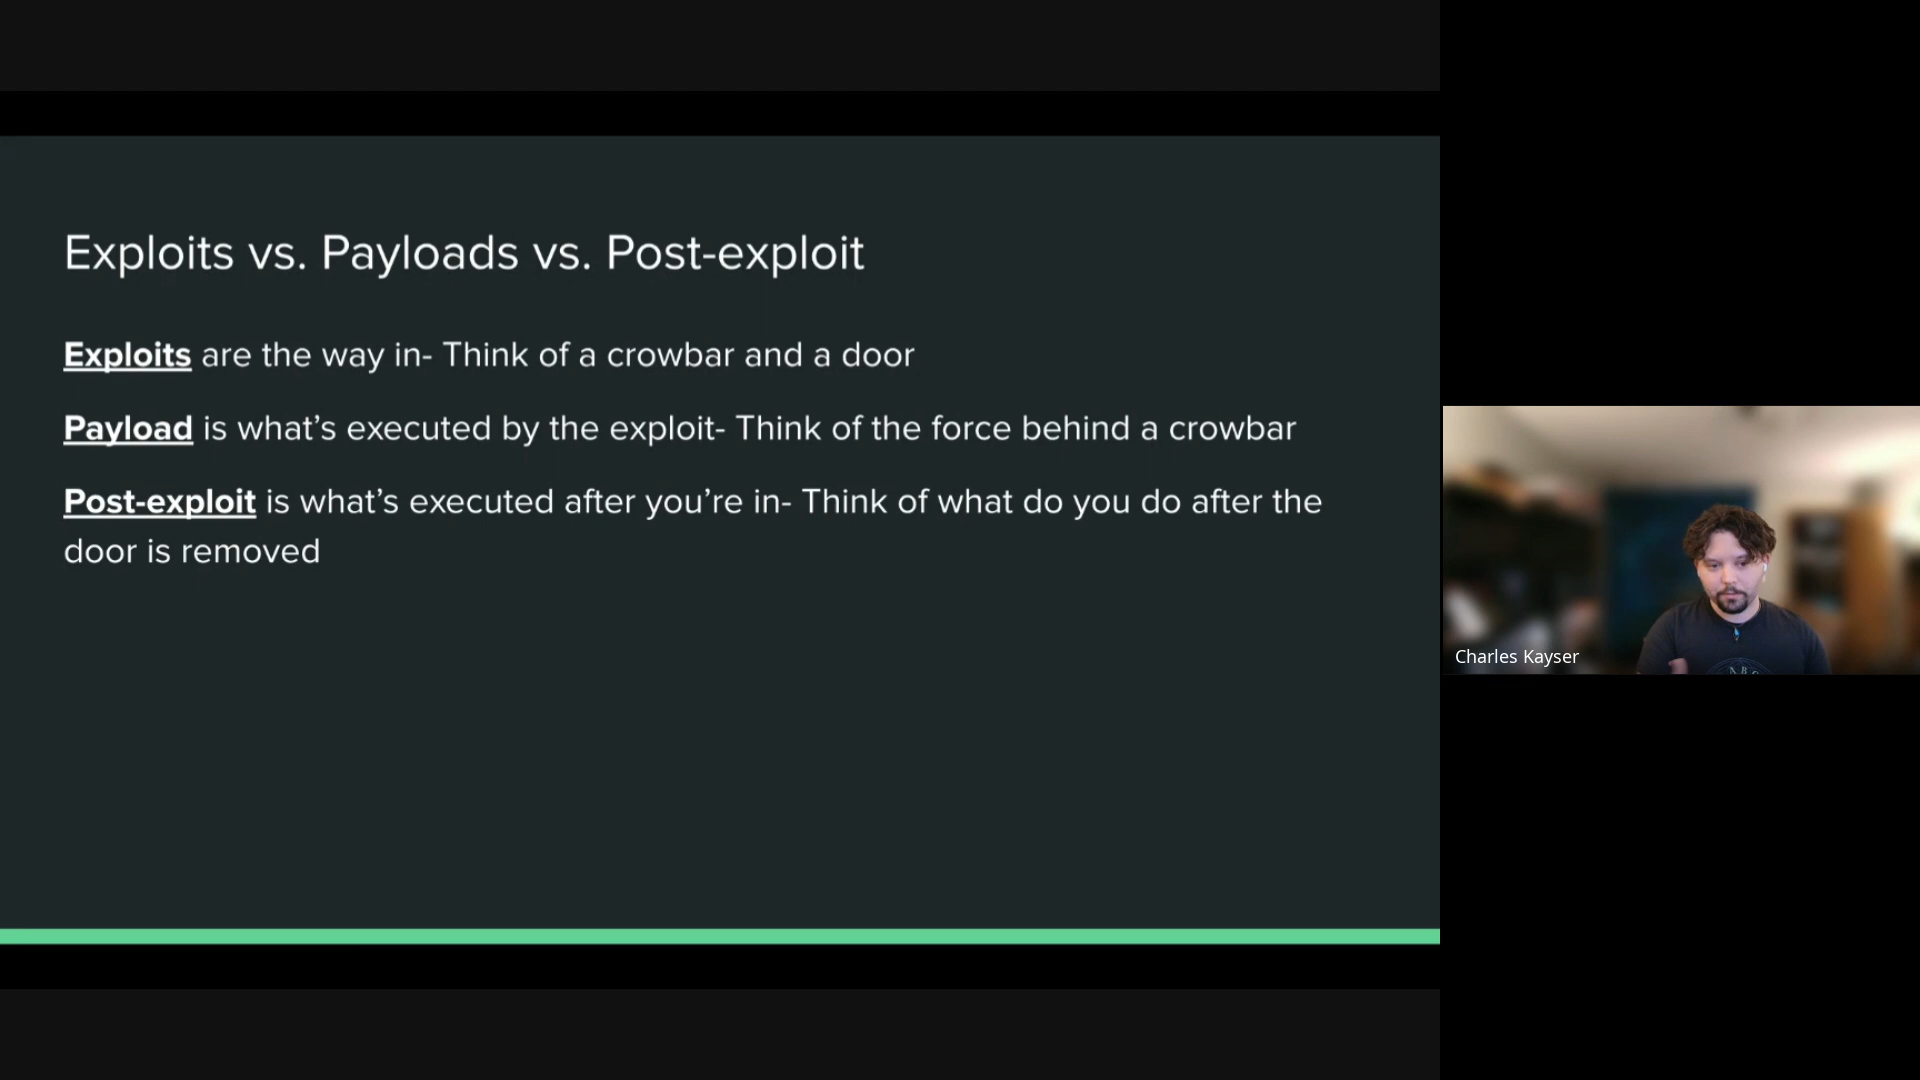 Exploits vs. Payloads vs. Post-exploit
Exploits are the way in- Think of a crowbar and a door
Payload is what’s executed by the exploit- Think of the force behind a crowbar
Post-exploit is what’s executed after you’re in- Think of what do you do after the
door is removed
Charles Kayser